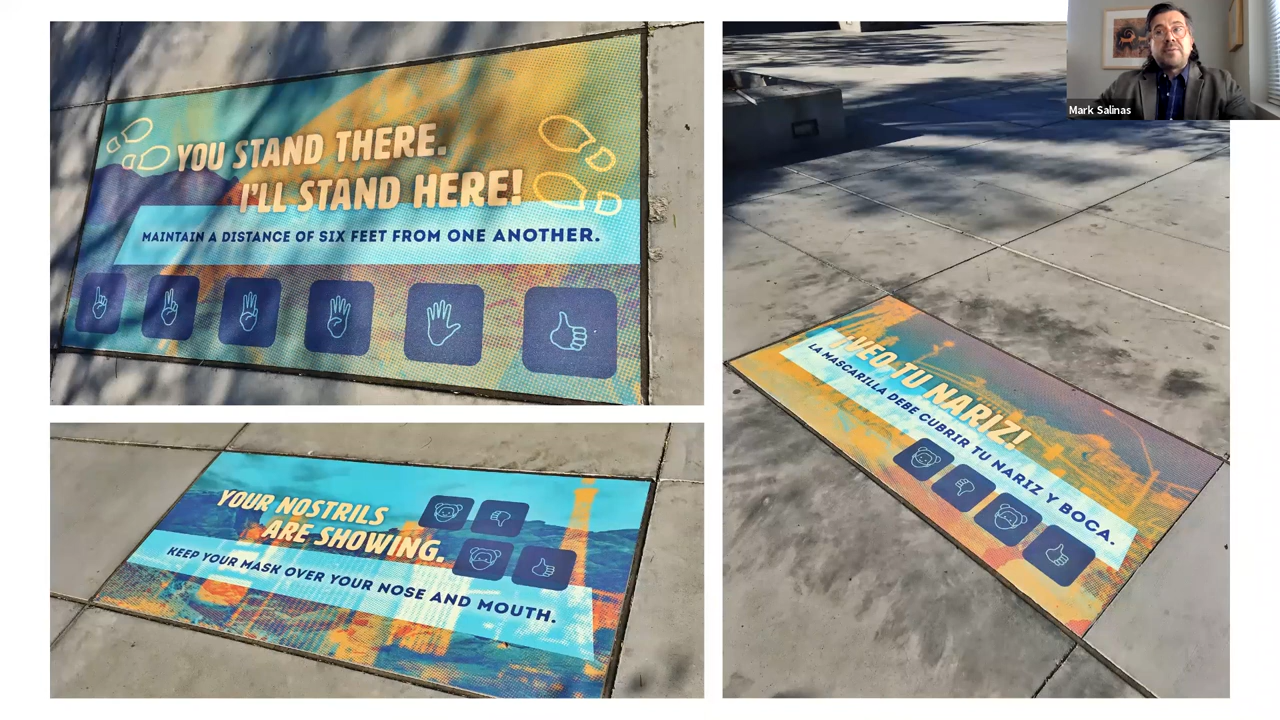 YOU STAND THERE.
I'LL STAND HERE!
MAINTAIN A DISTANCE OF SIX FEET FROM ONE ANOTHER.
YOUR NOSTRILS
ARE SHOWING.
KEEP YOUR MASK OVER YOUR NOSE AND MOUTH.
¡VEO TU NARIZ!
LA MASCARILLA DEBE CUBRIR TU NARIZ Y BOCA.
Mark Salinas